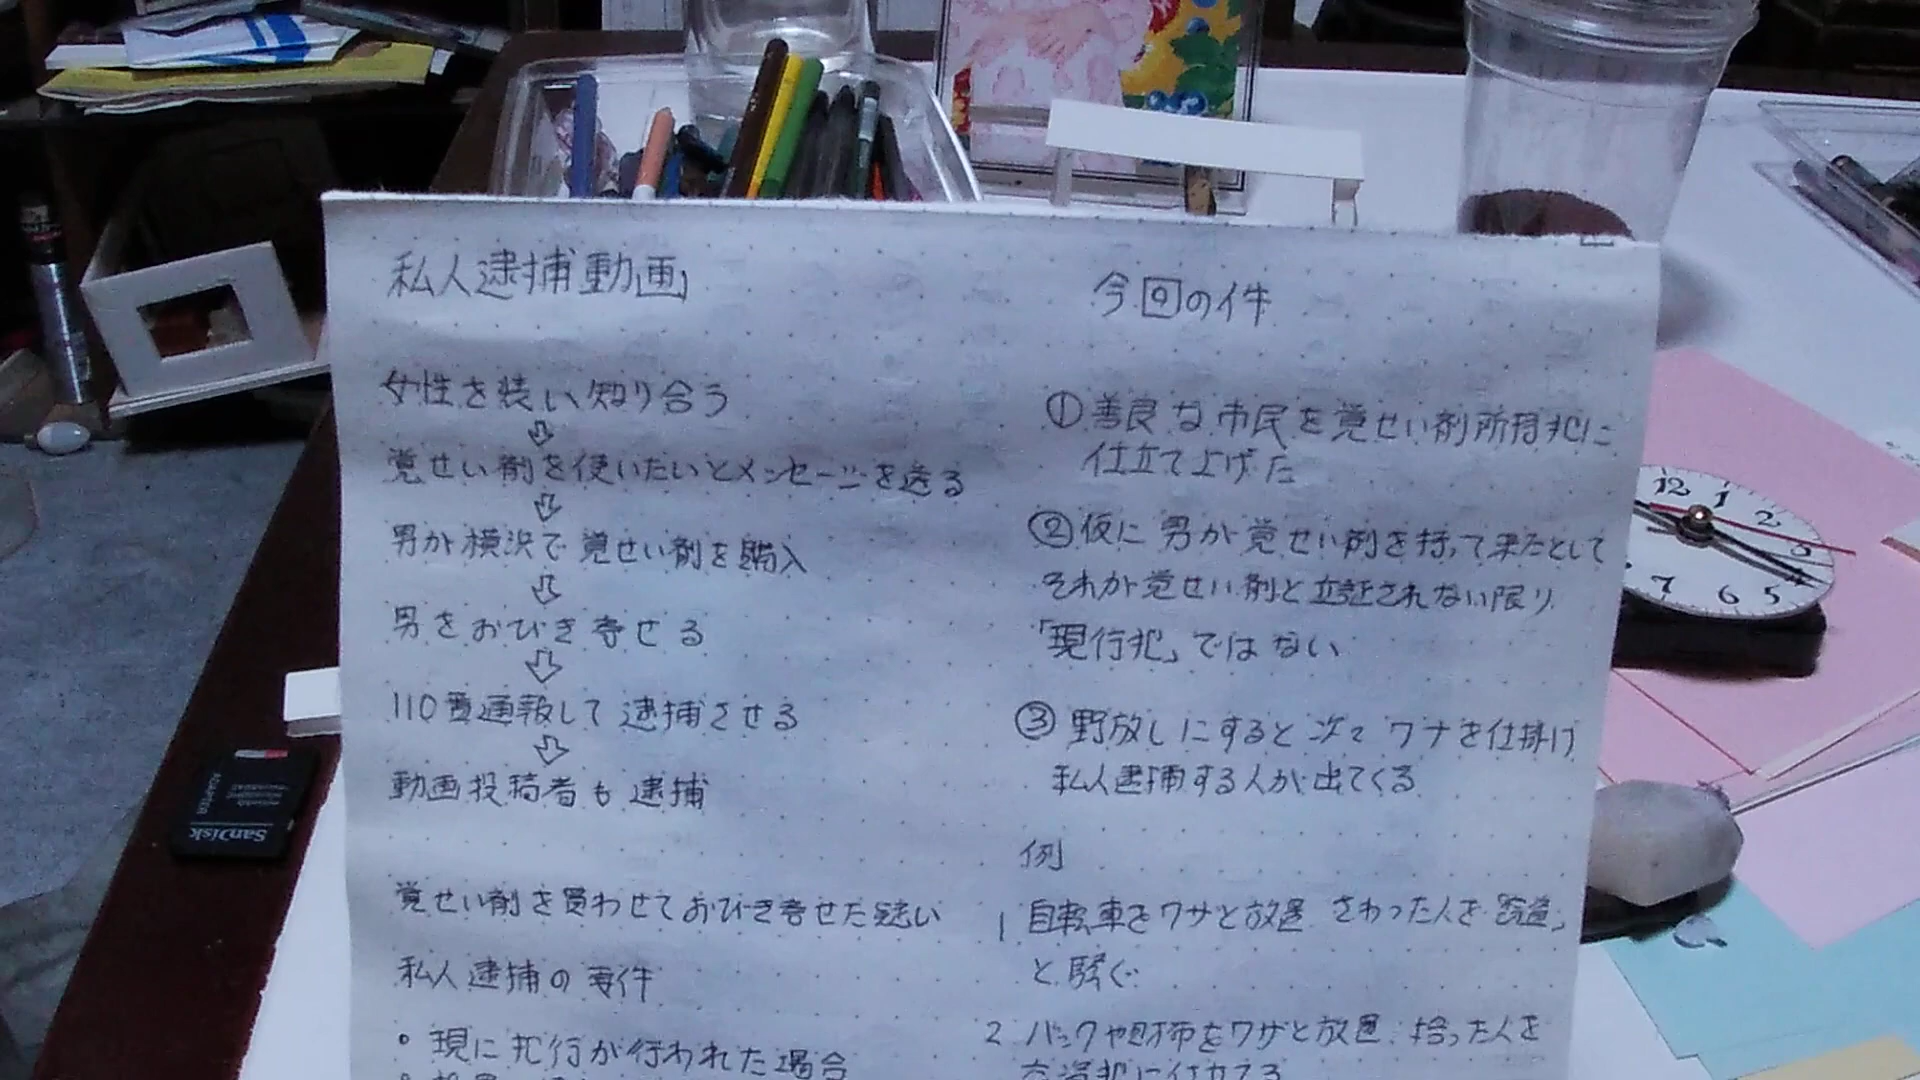 私人逮捕動画
女性を装い知り合う
⇩
覚せい剤を使いたいとメッセージを送る
⇩
男が横浜で覚せい剤を購入
⇩
男をおびき寄せる
⇩
110番通報して逮捕させる
⇩
動画投稿者も逮捕
覚せい剤を買わせておびき寄せた疑い
私人逮捕の要件
• 現に犯行が行われた場合
今回の件
①善良な市民を覚せい剤所持犯に
仕立て上げた
②仮に男が覚せい剤を持って来たとして
それが覚せい剤と立証されない限り
「現行犯」ではない
③野放しにすると次々ワナを仕掛け
私人逮捕する人が出てくる
例
1 自転車をワザと放置 さわった人を「窃盗」
と騒ぐ
2 バックや財布をワザと放置 拾った人を
12 1 2 3 5 6 7
SanDisk
ADAPTER